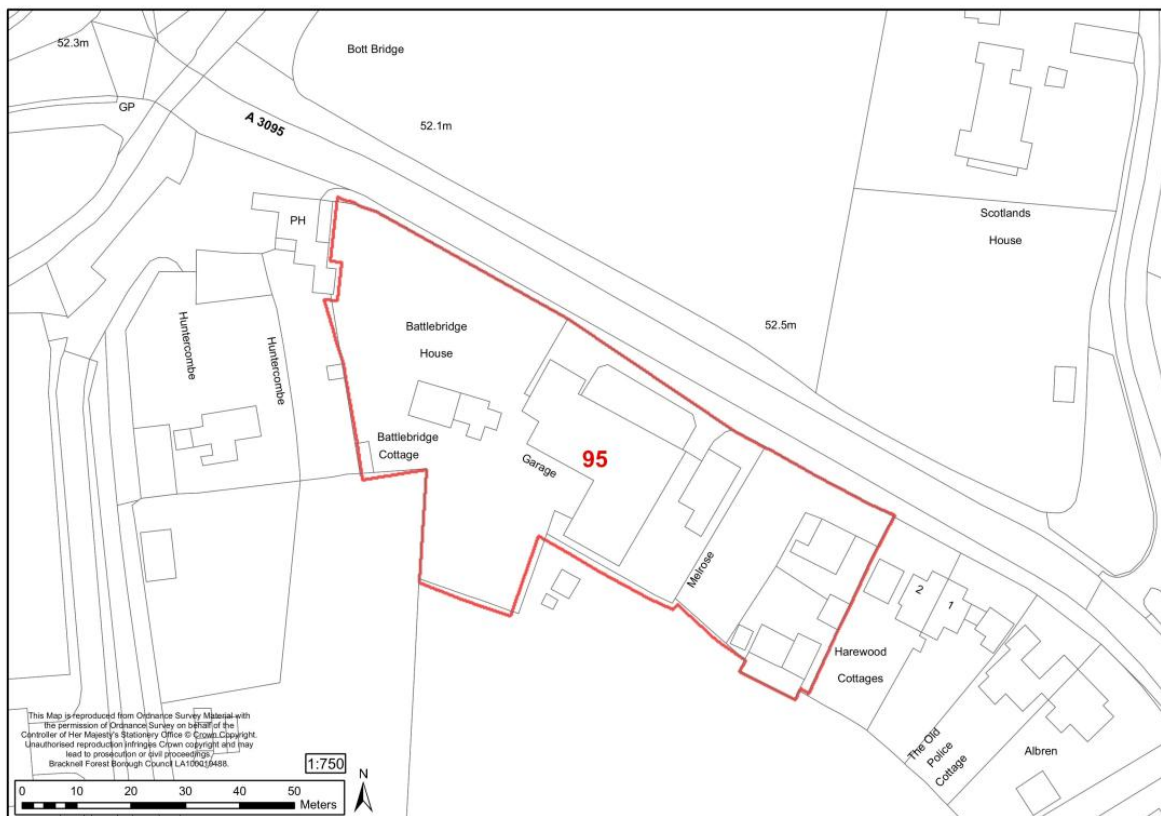 52.3m
Bott Bridge
GP
A 3095
52.1m
PH
Scotlands
House
52.5m
Huntercombe
Huntercombe
Battlebridge
House
Battlebridge
Cottage
Garage
95
Melrose
2
1
Harewood
Cottages
The Old
Police
Cottage
Albren
This Map is reproduced from Ordnance Survey Material with
the permission of Ordnance Survey on behalf of the
Controller of Her Majesty's Stationery Office © Crown Copyright.
Unauthorised reproduction infringes Crown copyright and may
lead to prosecution or civil proceedings.
Bracknell Forest Borough Council LA100019488.
1:750
N
0 10 20 30 40 50
Meters